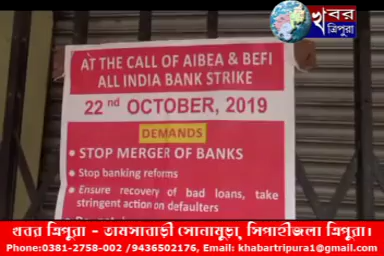 খবর
ত্রিপুরা
AT THE CALL OF AIBEA & BEFI
ALL INDIA BANK STRIKE
22nd OCTOBER, 2019
DEMANDS
• STOP MERGER OF BANKS
• Stop banking reforms
• Ensure recovery of bad loans, take
stringent action on defaulters
খবর ত্রিপুরা - তামসাবাড়ী সোনামুড়া, সিপাহীজলা ত্রিপুরা।
Phone:0381-2758-002 /9436502176, Email: khabartripura1@gmail.com